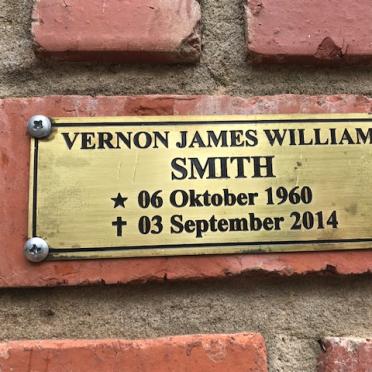 VERNON JAMES WILLIAM
SMITH
★ 06 Oktober 1960
✝ 03 September 2014